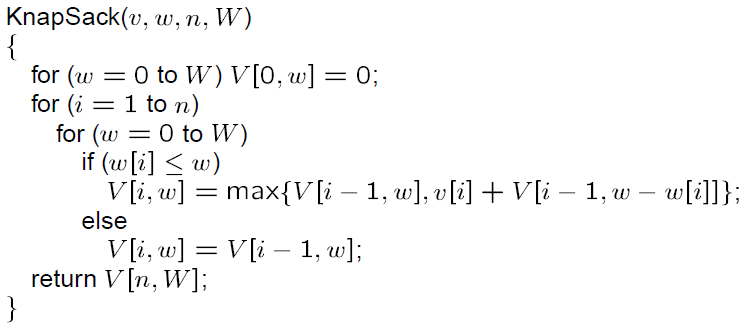 KnapSack(v, w, n, W)
{
for (w = 0 to W) V[0, w] = 0;
for (i = 1 to n)
for (w = 0 to W)
if (w[i] ≤ w)
V[i, w] = max{V[i − 1, w], v[i] + V[i − 1, w − w[i]]};
else
V[i, w] = V[i − 1, w];
return V[n, W];
}